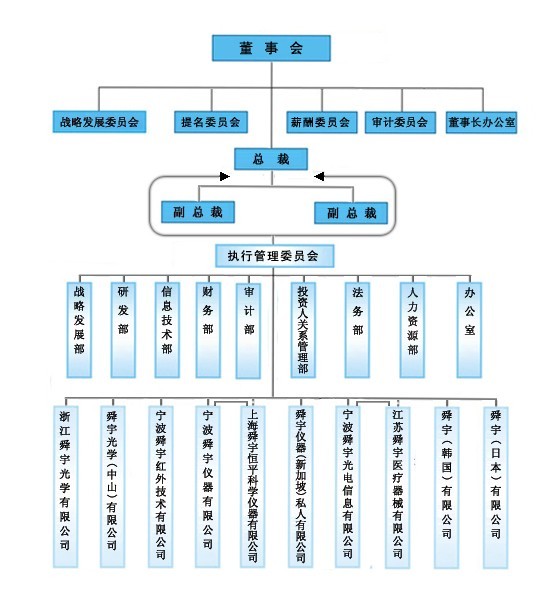 董事会
战略发展委员会
提名委员会
薪酬委员会
审计委员会
董事长办公室
总裁
副总裁
副总裁
执行管理委员会
战略发展部
研发部
信息技术部
财务部
审计部
投资人关系管理部
法务部
人力资源部
办公室
浙江舜宇光学有限公司
舜宇光学(中山)有限公司
宁波舜宇红外技术有限公司
宁波舜宇仪器有限公司
上海舜宇恒平科学仪器有限公司
舜宇仪器(新加坡)私人有限公司
宁波舜宇光电信息有限公司
江苏舜宇医疗器械有限公司
舜宇(韩国)有限公司
舜宇(日本)有限公司